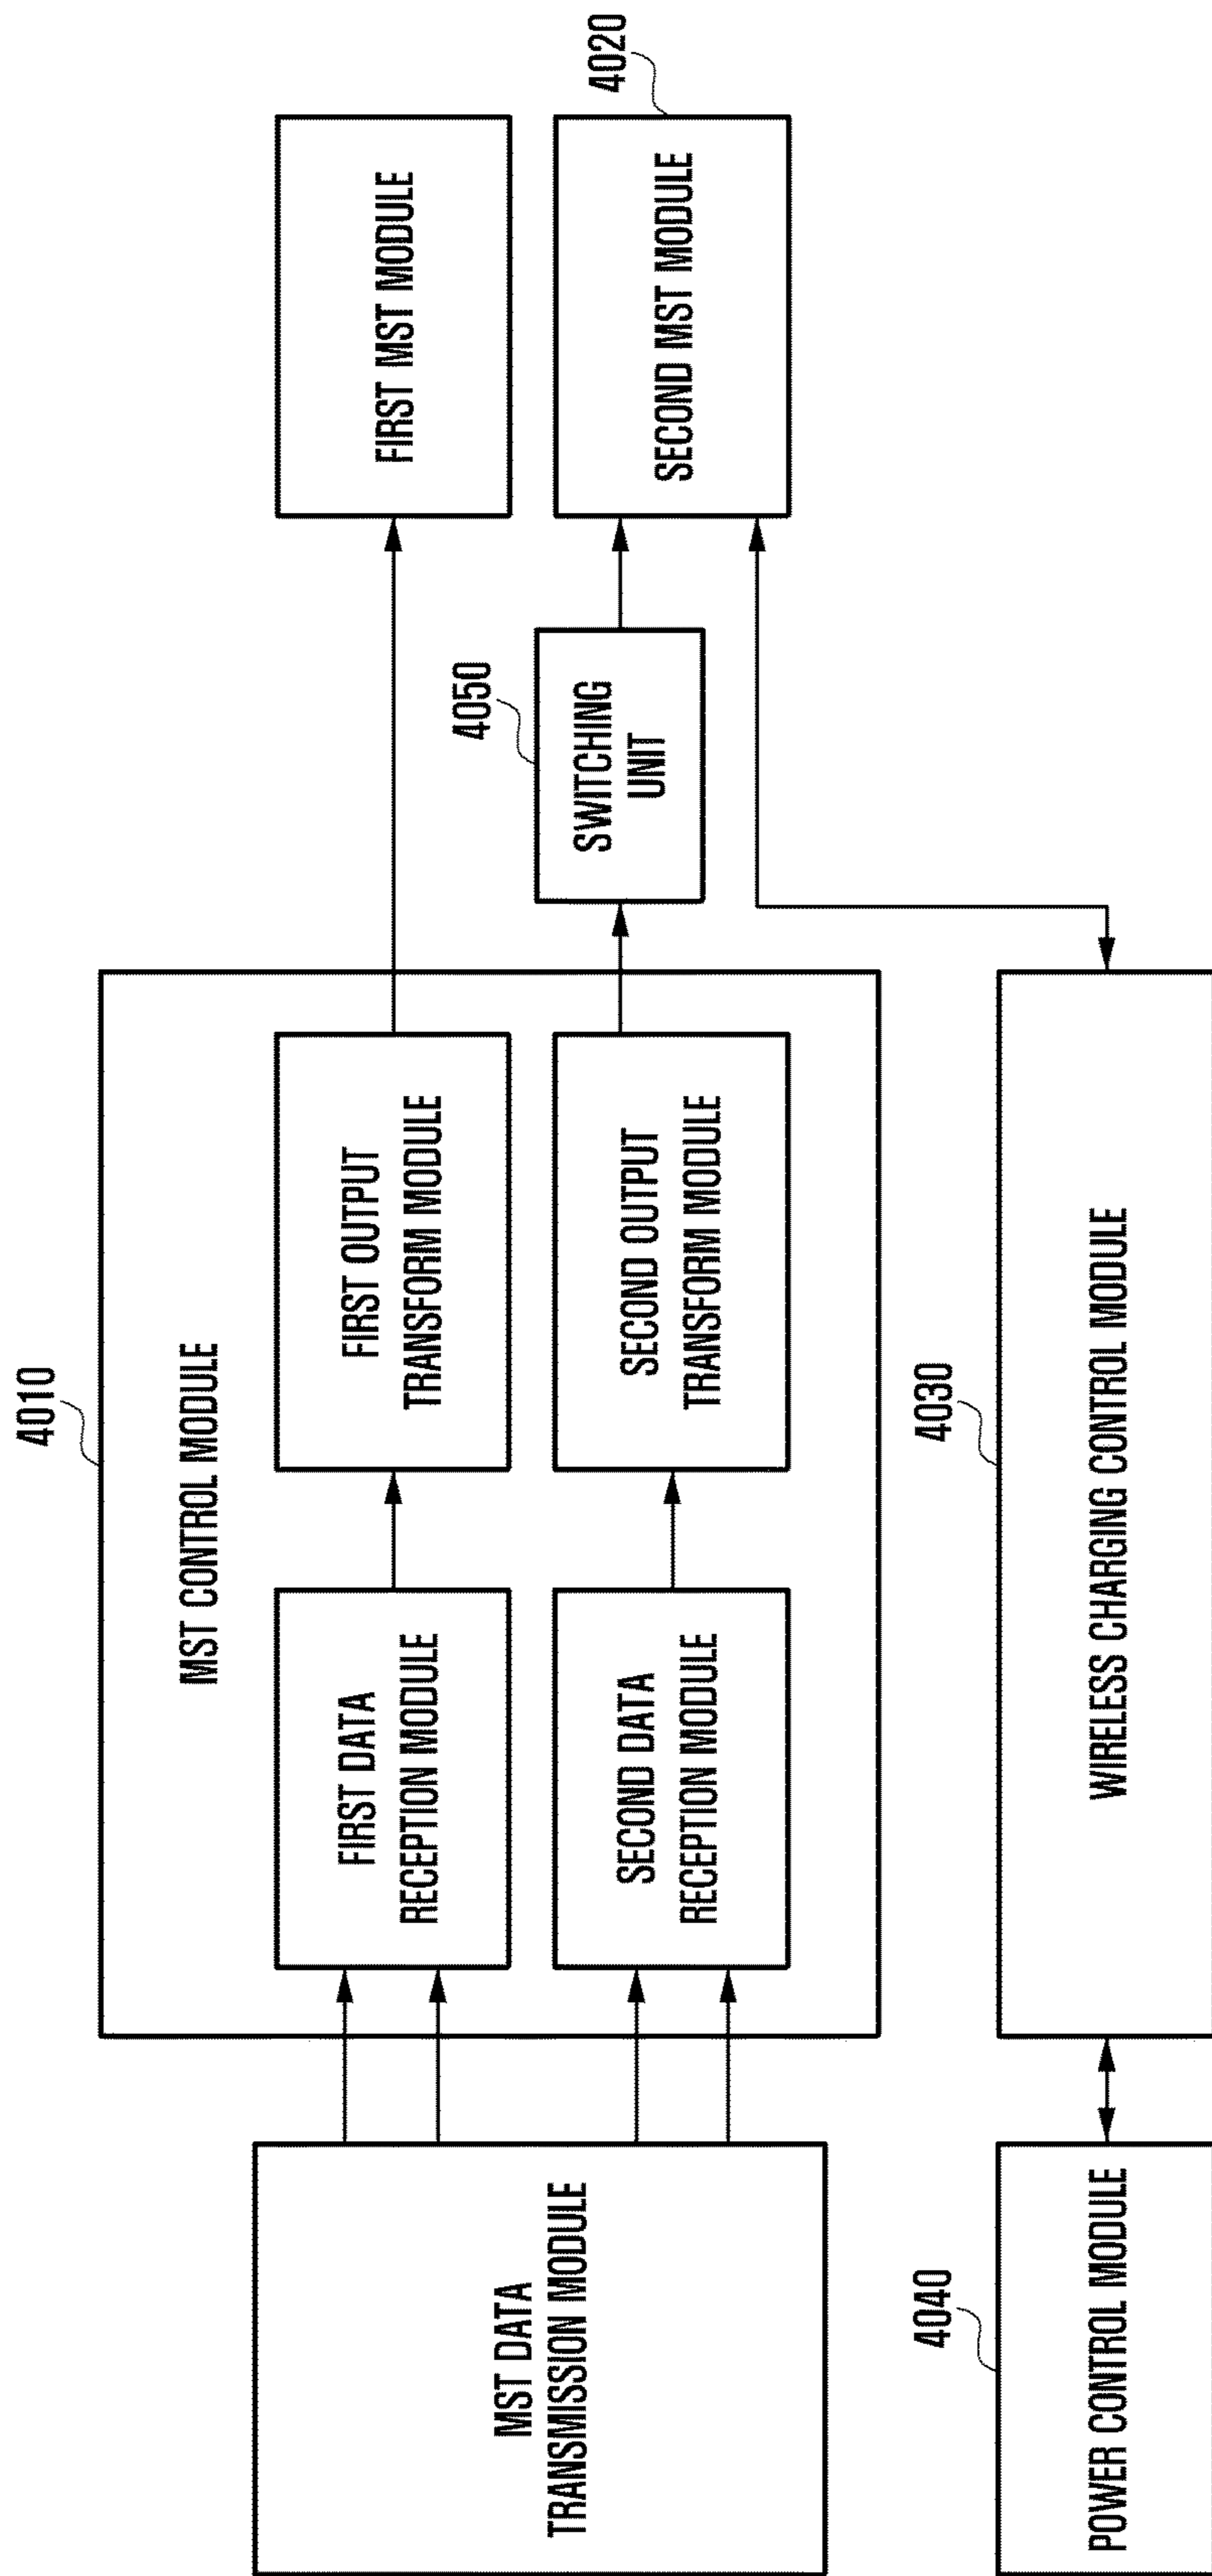 4010
MST CONTROL MODULE
MST DATA
TRANSMISSION MODULE
FIRST DATA
RECEPTION MODULE
FIRST OUTPUT
TRANSFORM MODULE
FIRST MST MODULE
SECOND DATA
RECEPTION MODULE
SECOND OUTPUT
TRANSFORM MODULE
4050
SWITCHING
UNIT
4020
SECOND MST MODULE
4040
POWER CONTROL MODULE
4030
WIRELESS CHARGING CONTROL MODULE